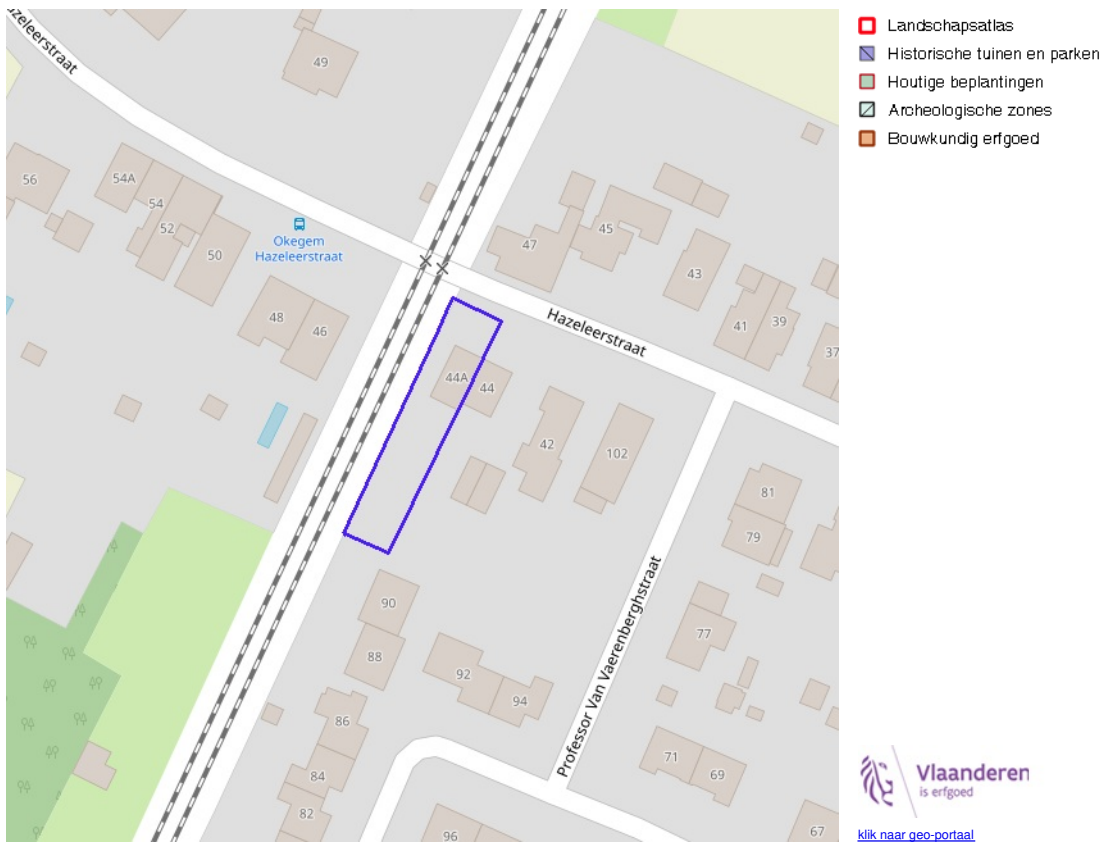 Hazeleerstraat
49
56
54A
54
52
50
Okegem
Hazeleerstraat
47
45
43
41
39
37
48
46
Hazeleerstraat
44A
44
42
102
81
79
Professor Van Vaerenberghstraat
90
88
77
92
94
86
84
82
71
69
96
67
Landschapsatlas
Historische tuinen en parken
Houtige beplantingen
Archeologische zones
Bouwkundig erfgoed
Vlaanderen
is erfgoed
klik naar geo-portaal